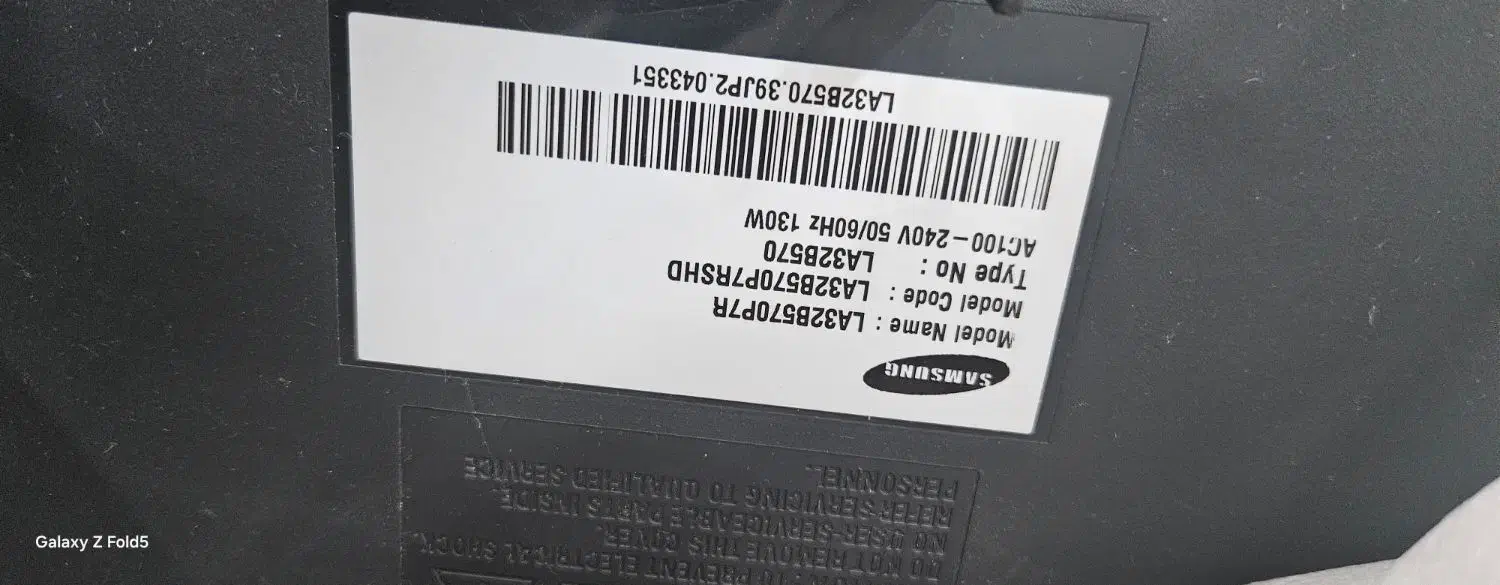 SAMSUNG
Model Name : LA32B570P7R
Model Code : LA32B570P7RSHD
Type No : LA32B570
AC100-240V 50/60Hz 130W
LA32B570.39JP2.043351
TO PREVENT ELECTRICAL SHOCK,
DO NOT REMOVE THIS COVER.
NO USER-SERVICEABLE PARTS INSIDE
REFER SERVICING TO QUALIFIED SERVICE
PERSONNEL.
Galaxy Z Fold5